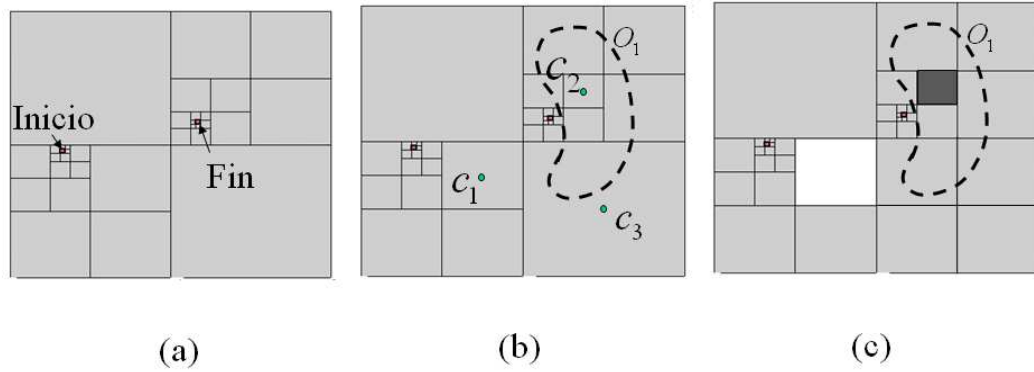 Inicio
Fin
O₁
c₂
c₁
c₃
O₁
(a)
(b)
(c)